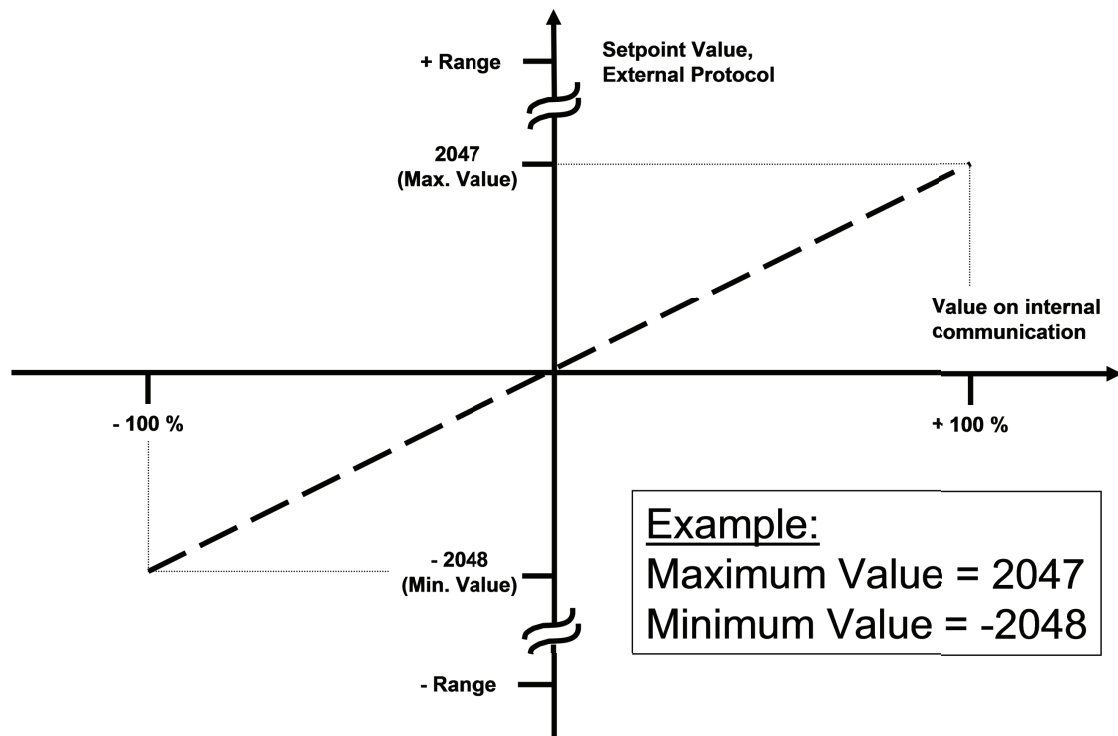 + Range
Setpoint Value,
External Protocol
2047
(Max. Value)
Value on internal
communication
- 100 %
+ 100 %
- 2048
(Min. Value)
Example:
Maximum Value = 2047
Minimum Value = -2048
- Range